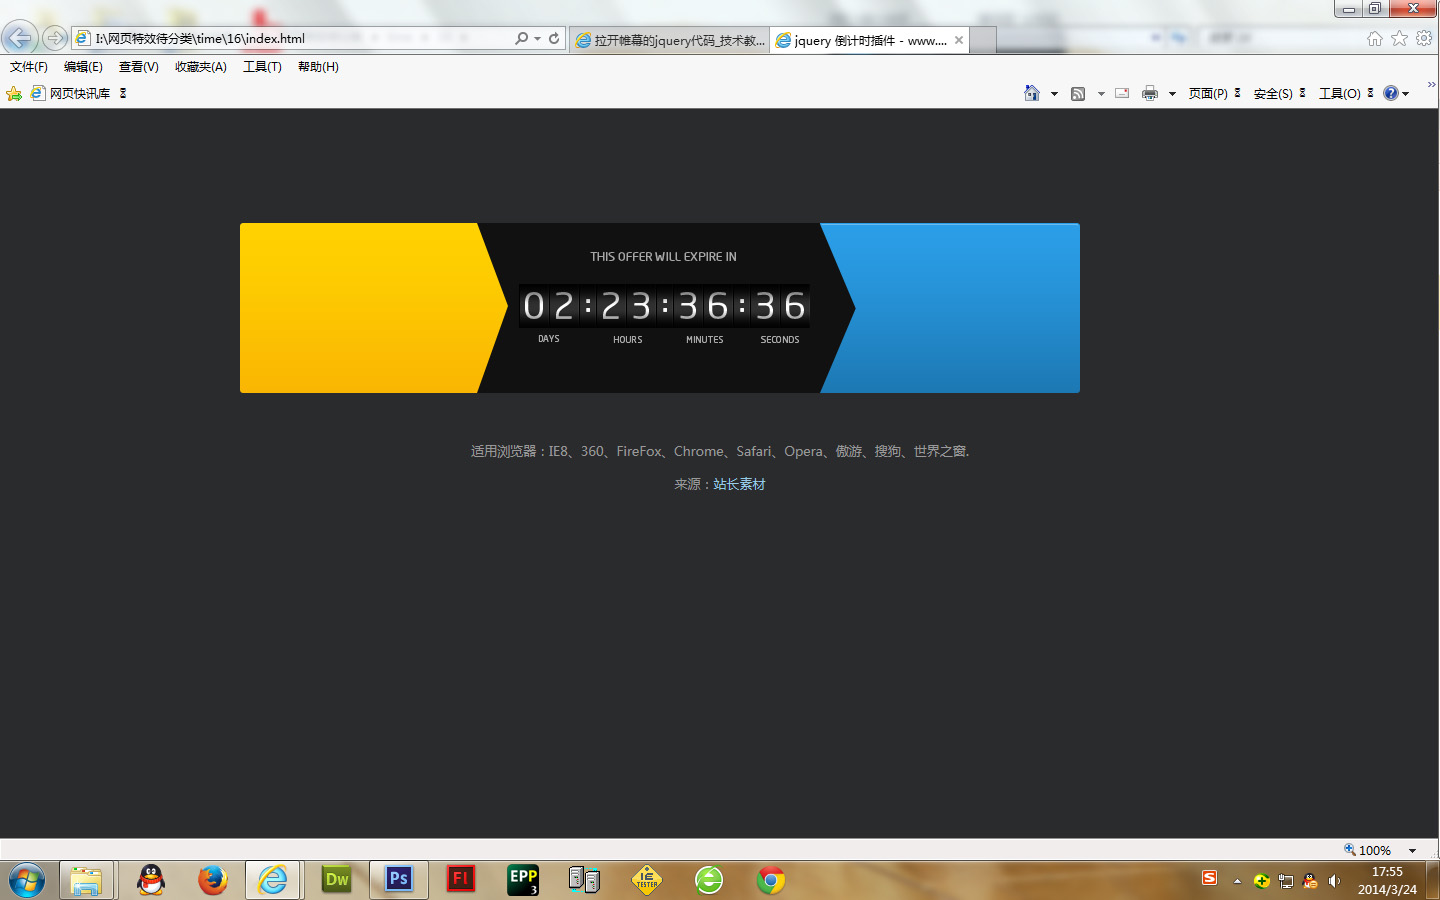 I:\网页特效待分类\time\16\index.html
拉开帷幕的jquery代码_技术教...
jquery 倒计时插件 - www....
文件(F) 编辑(E) 查看(V) 收藏夹(A) 工具(T) 帮助(H)
网页快讯库
页面(P) 安全(S) 工具(O)
THIS OFFER WILL EXPIRE IN
02:23:36:36
DAYS HOURS MINUTES SECONDS
适用浏览器：IE8、360、FireFox、Chrome、Safari、Opera、傲游、搜狗、世界之窗.
来源：站长素材
100%
Dw Ps Fl EPP 3 IE TESTER
17:55
2014/3/24